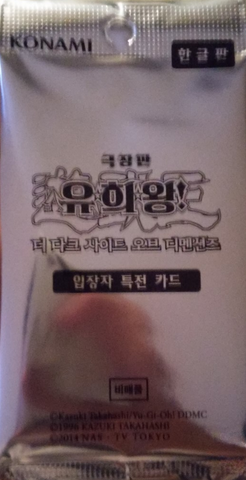 KONAMI
한글판
극장판
유희왕!
더 다크 사이드 오브 디멘션즈
입장자 특전 카드
비매품
©Kazuki Takahashi/Yu-Gi-Oh! DDMC
©1996 KAZUKI TAKAHASHI
©2014 NAS • TV TOKYO